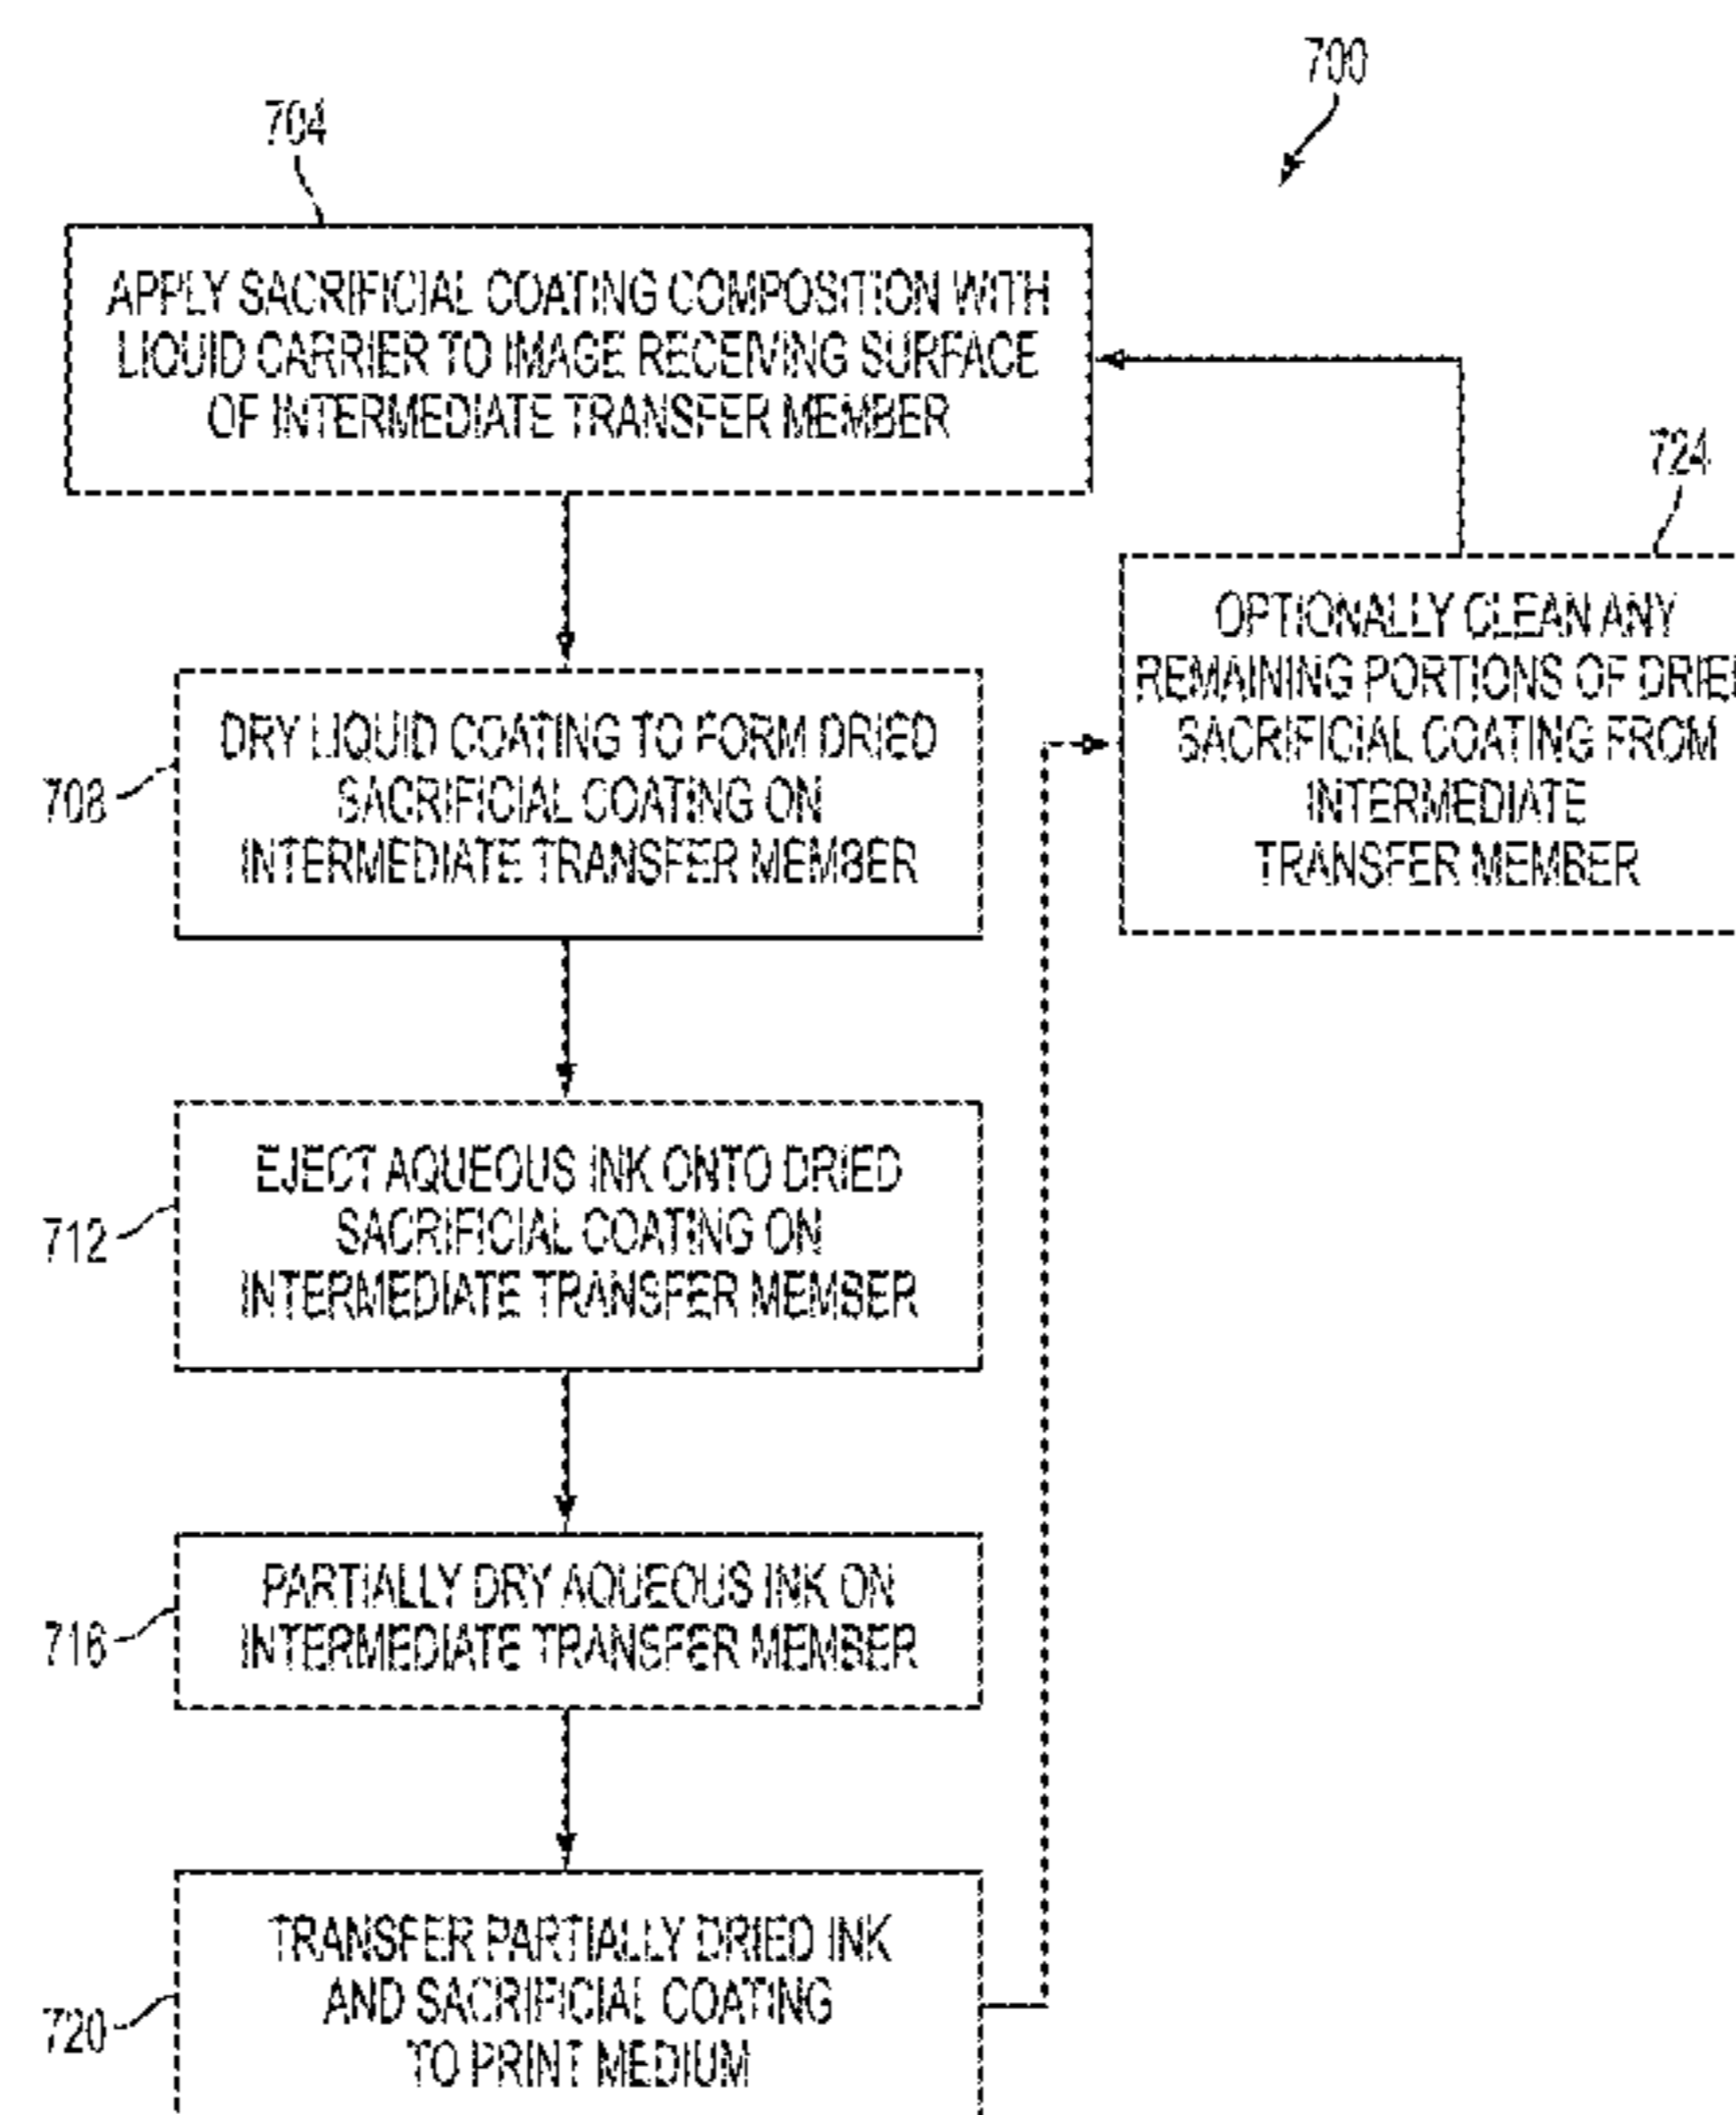 700
704
APPLY SACRIFICIAL COATING COMPOSITION WITH
LIQUID CARRIER TO IMAGE RECEIVING SURFACE
OF INTERMEDIATE TRANSFER MEMBER
724
OPTIONALLY CLEAN ANY
REMAINING PORTIONS OF DRIED
SACRIFICIAL COATING FROM
INTERMEDIATE
TRANSFER MEMBER
708
DRY LIQUID COATING TO FORM DRIED
SACRIFICIAL COATING ON
INTERMEDIATE TRANSFER MEMBER
712
EJECT AQUEOUS INK ONTO DRIED
SACRIFICIAL COATING ON
INTERMEDIATE TRANSFER MEMBER
716
PARTIALLY DRY AQUEOUS INK ON
INTERMEDIATE TRANSFER MEMBER
720
TRANSFER PARTIALLY DRIED INK
AND SACRIFICIAL COATING
TO PRINT MEDIUM